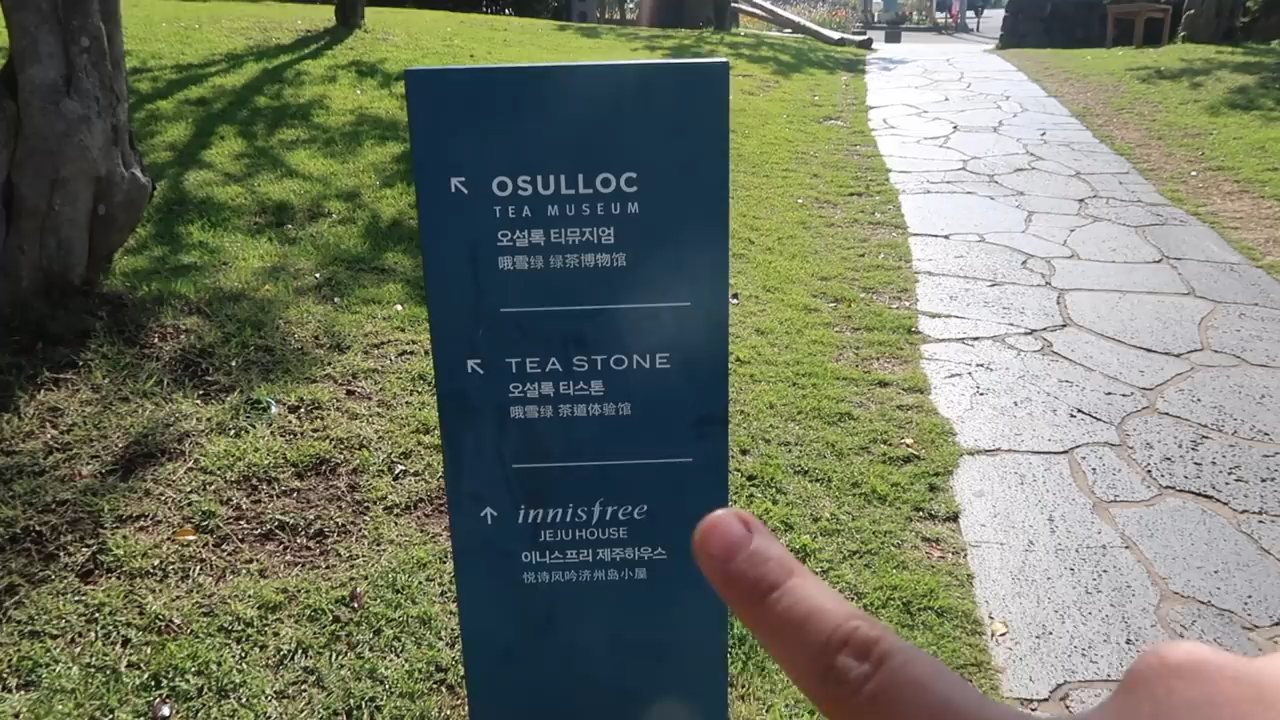 OSULLOC
TEA MUSEUM
오설록 티뮤지엄
哦雪绿 绿茶博物馆
TEA STONE
오설록 티스톤
哦雪绿 茶道体验馆
innisfree
JEJU HOUSE
이니스프리 제주하우스
悦诗风吟济州岛小屋